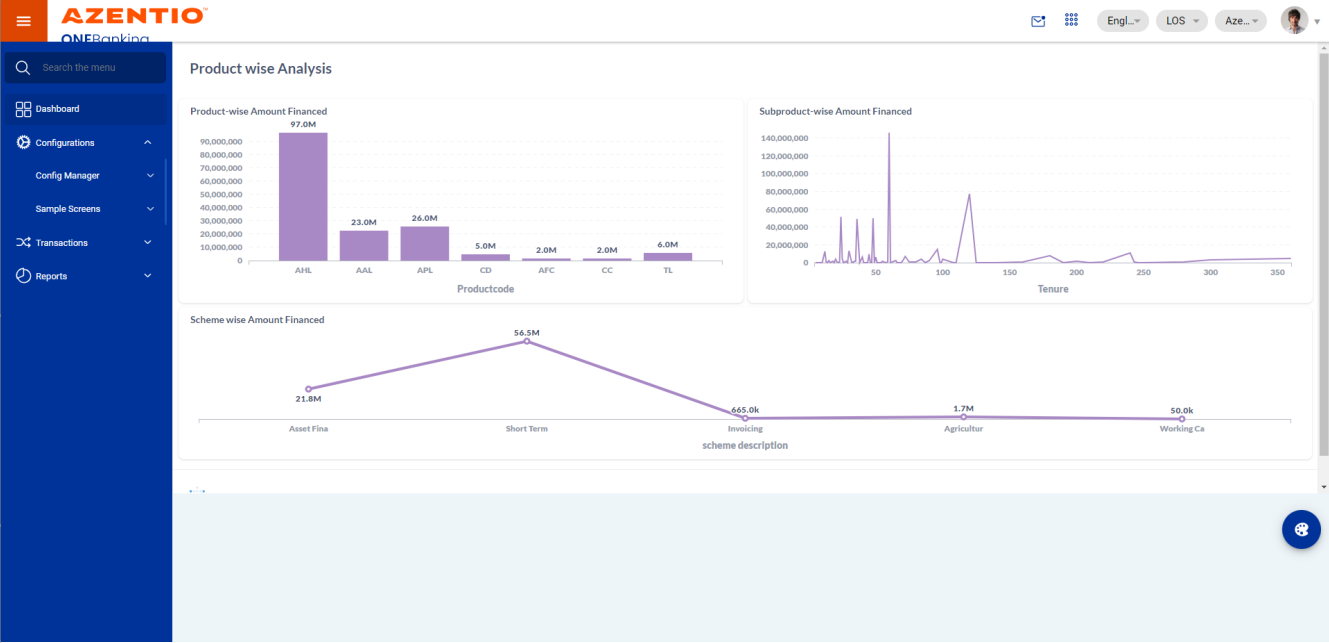 AZENTIO™
ONEBanking
Engl...
LOS
Aze...
Search the menu
Dashboard
Configurations
Config Manager
Sample Screens
Transactions
Reports
Product wise Analysis
Product-wise Amount Financed
97.0M
90,000,000
80,000,000
70,000,000
60,000,000
50,000,000
40,000,000
30,000,000
20,000,000
10,000,000
0
23.0M
26.0M
5.0M
2.0M
2.0M
6.0M
AHL
AAL
APL
CD
AFC
CC
TL
Productcode
Subproduct-wise Amount Financed
140,000,000
120,000,000
100,000,000
80,000,000
60,000,000
40,000,000
20,000,000
0
50
100
150
200
250
300
350
Tenure
Scheme wise Amount Financed
21.8M
56.5M
665.0k
1.7M
50.0k
Asset Fina
Short Term
Invoicing
Agricultur
Working Ca
scheme description